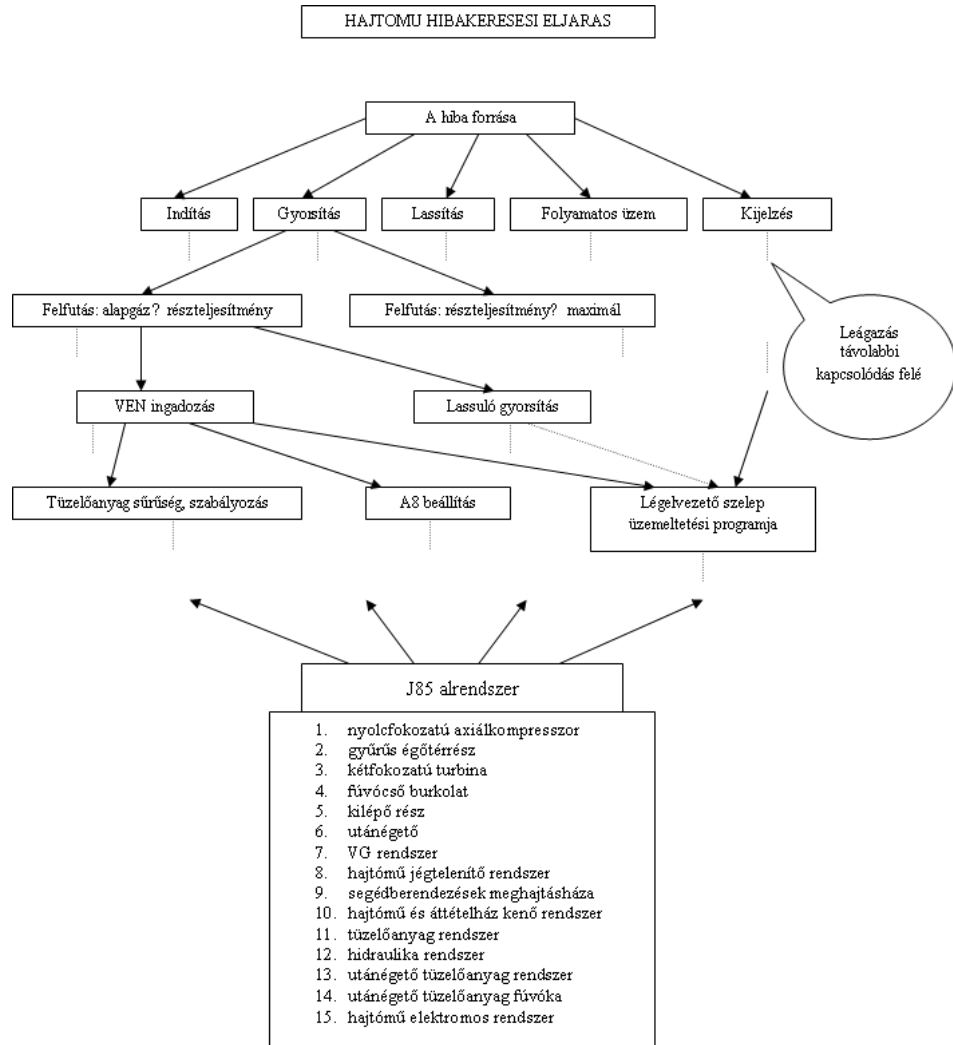 HAJTOMU HIBAKERESESI ELJARAS
A hiba forrása
Indítás
Gyorsítás
Lassítás
Folyamatos üzem
Kijelzés
Felfutás: alapgáz? részteljesítmény
Felfutás: részteljesítmény? maximál
Leágazás
távolabbi
kapcsolódás felé
VEN ingadozás
Lassuló gyorsítás
Tüzelőanyag sűrűség, szabályozás
A8 beállítás
Légelvezető szelep
üzemeltetési programja
J85 alrendszer
1. nyolcfokozatú axiálkompresszor
2. gyűrűs égőtérrész
3. kétfokozatú turbina
4. fúvócső burkolat
5. kilépő rész
6. utánégető
7. VG rendszer
8. hajtómű jégtelenítő rendszer
9. segédberendezések meghajtásháza
10. hajtómű és áttételház kenő rendszer
11. tüzelőanyag rendszer
12. hidraulika rendszer
13. utánégető tüzelőanyag rendszer
14. utánégető tüzelőanyag fúvóka
15. hajtómű elektromos rendszer